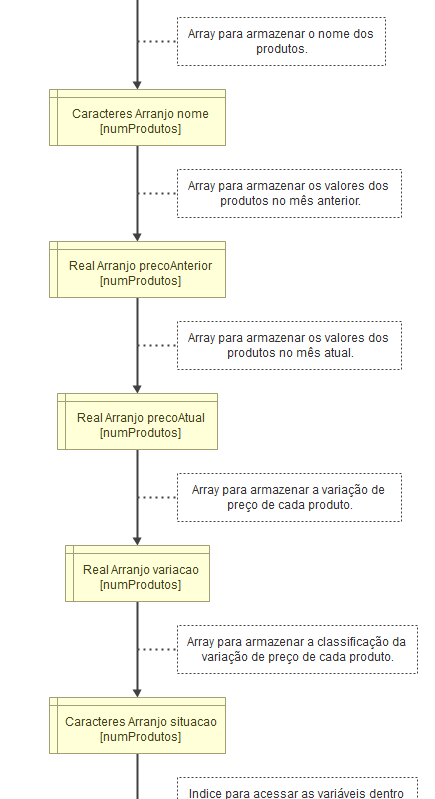 Array para armazenar o nome dos
produtos.
Caracteres Arranjo nome
[numProdutos]
Array para armazenar os valores dos
produtos no mês anterior.
Real Arranjo precoAnterior
[numProdutos]
Array para armazenar os valores dos
produtos no mês atual.
Real Arranjo precoAtual
[numProdutos]
Array para armazenar a variação de
preço de cada produto.
Real Arranjo variacao
[numProdutos]
Array para armazenar a classificação da
variação de preço de cada produto.
Caracteres Arranjo situacao
[numProdutos]
Indice para acessar as variáveis dentro